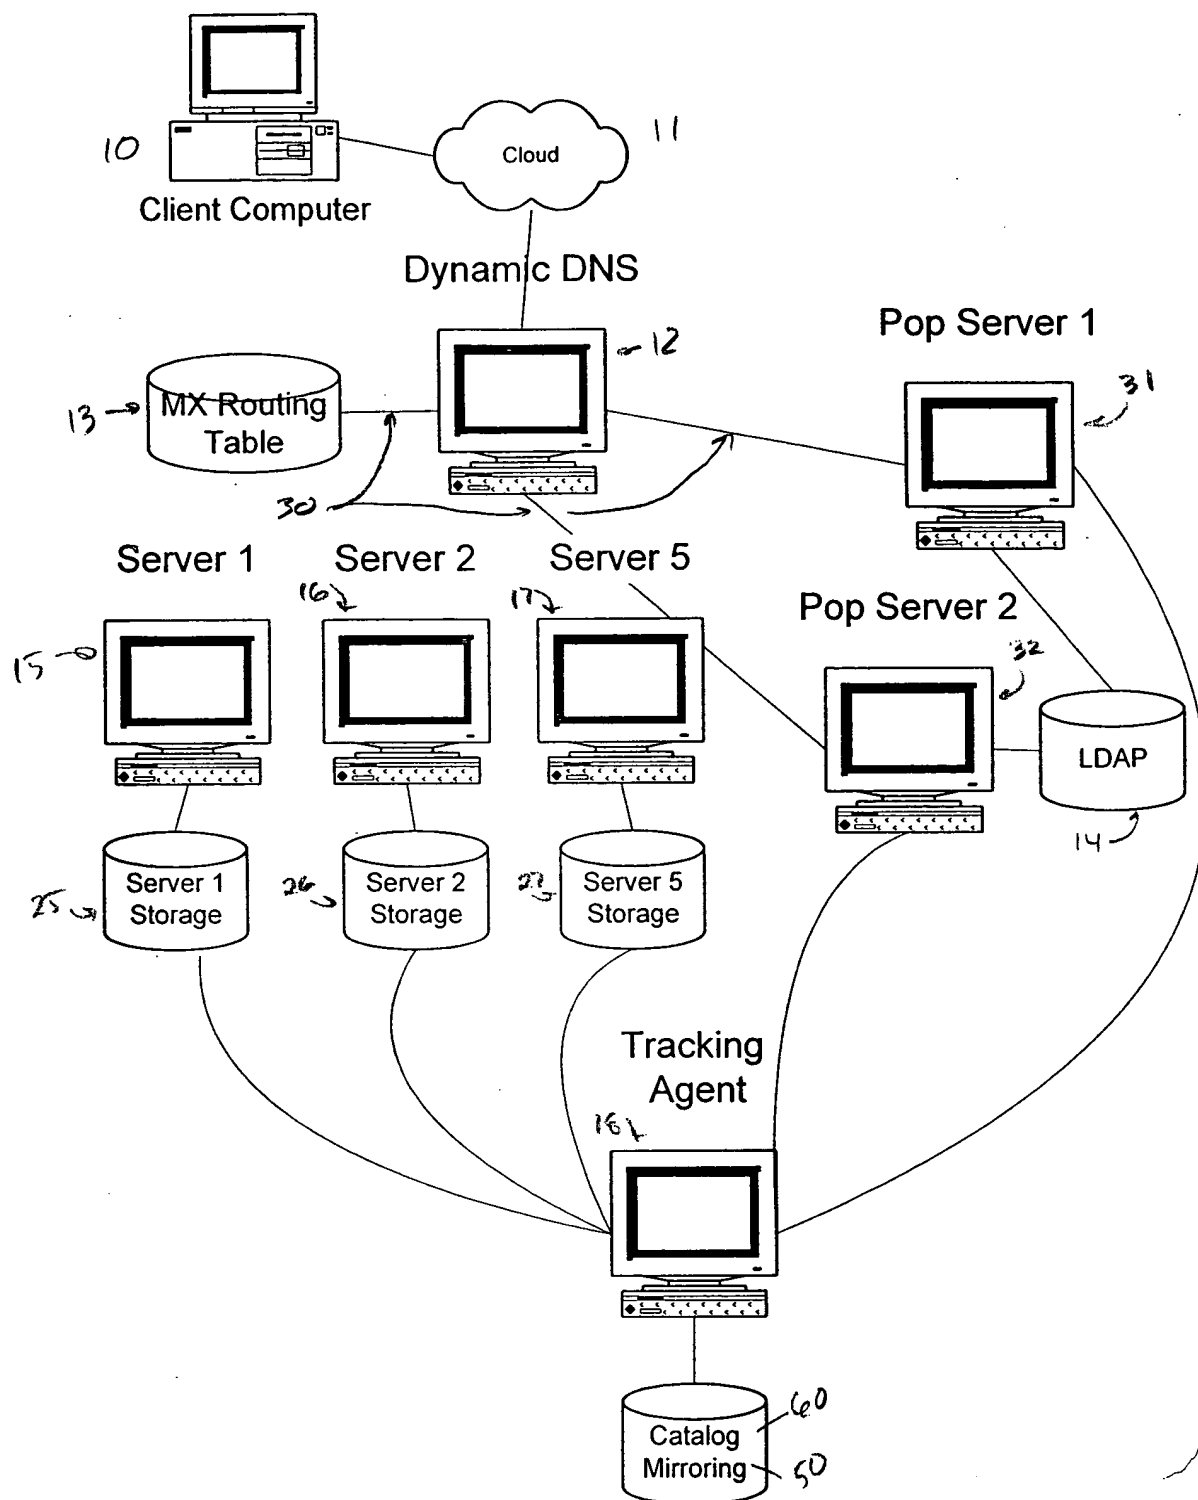 10
Client Computer
Cloud
11
Dynamic DNS
12
Pop Server 1
31
13
MX Routing
Table
30
Server 1
Server 2
Server 5
16
17
15
Pop Server 2
32
LDAP
14
Server 1
Storage
25
Server 2
Storage
26
Server 5
Storage
27
Tracking
Agent
18
Catalog
Mirroring
60
50